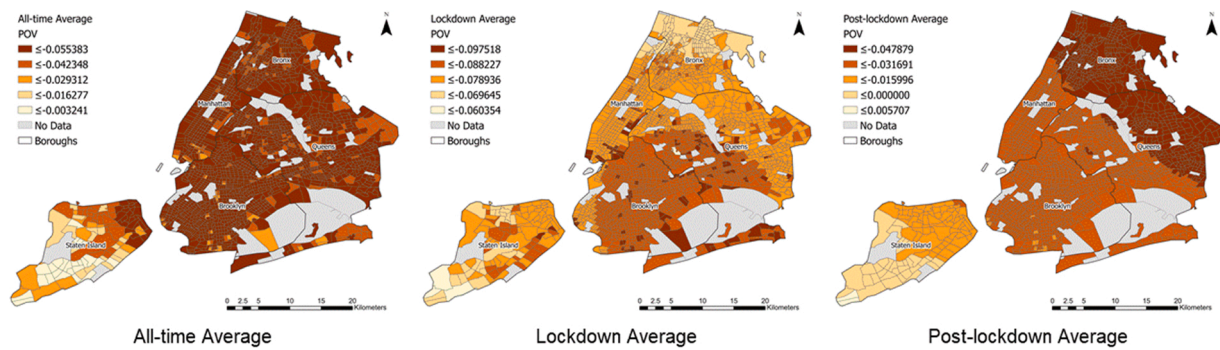 All-time Average
POV
≤-0.055383
≤-0.042348
≤-0.029312
≤-0.016277
≤-0.003241
No Data
Boroughs
N
Bronx
Manhattan
Queens
Brooklyn
Staten Island
0 2.5 5 10 15 20
Kilometers
All-time Average
Lockdown Average
POV
≤-0.097518
≤-0.088227
≤-0.078936
≤-0.069645
≤-0.060354
No Data
Boroughs
N
Bronx
Manhattan
Queens
Brooklyn
Staten Island
0 2.5 5 10 15 20
Kilometers
Lockdown Average
Post-lockdown Average
POV
≤-0.047879
≤-0.031691
≤-0.015996
≤0.000000
≤0.005707
No Data
Boroughs
N
Bronx
Manhattan
Queens
Brooklyn
Staten Island
0 2.5 5 10 15 20
Kilometers
Post-lockdown Average